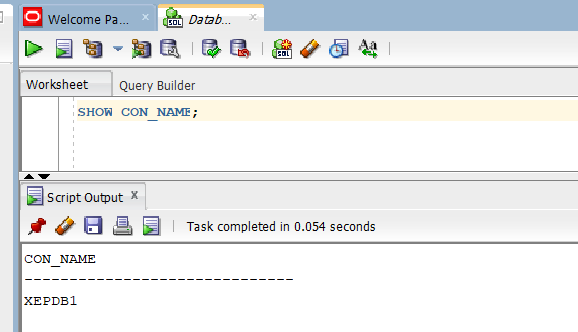 Welcome Pa...
Datab...
Worksheet
Query Builder
SHOW CON_NAME;
Script Output
Task completed in 0.054 seconds
CON_NAME
------------------------------
XEPDB1